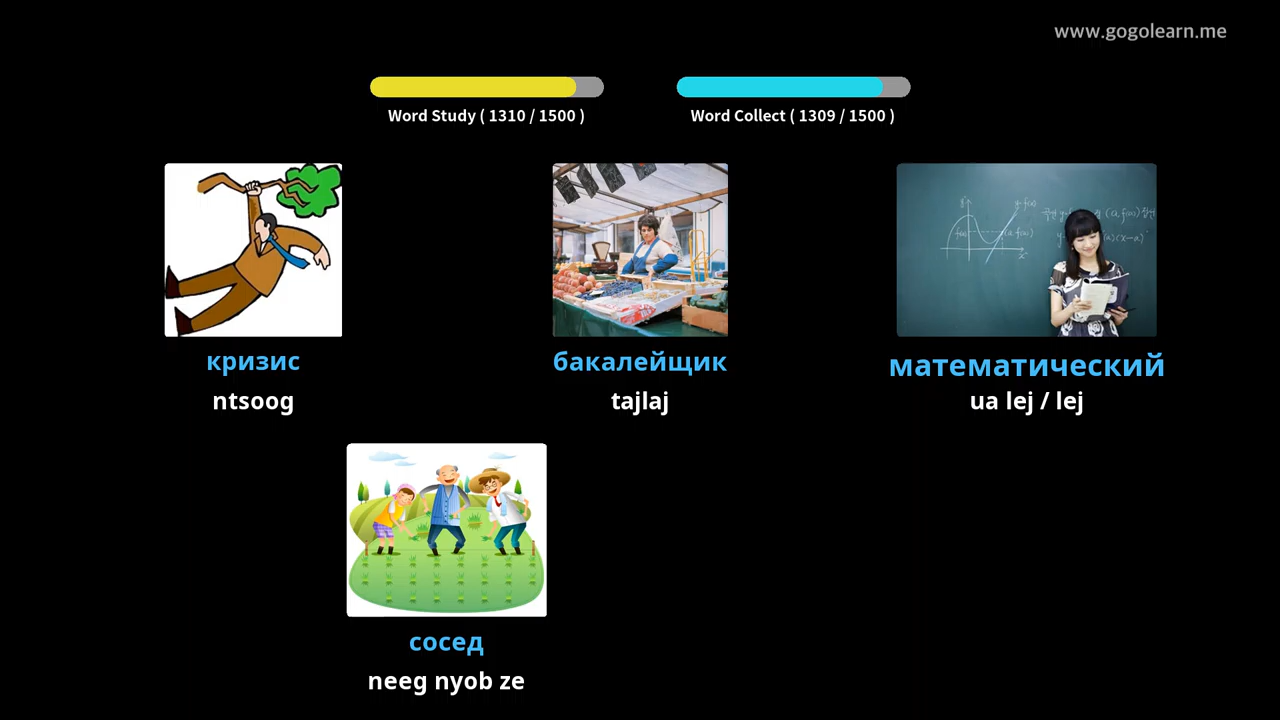 www.gogolearn.me
Word Study ( 1310 / 1500 )
Word Collect ( 1309 / 1500 )
кризис
ntsoog
бакалейщик
tajlaj
математический
ua lej / lej
сосед
neeg nyob ze